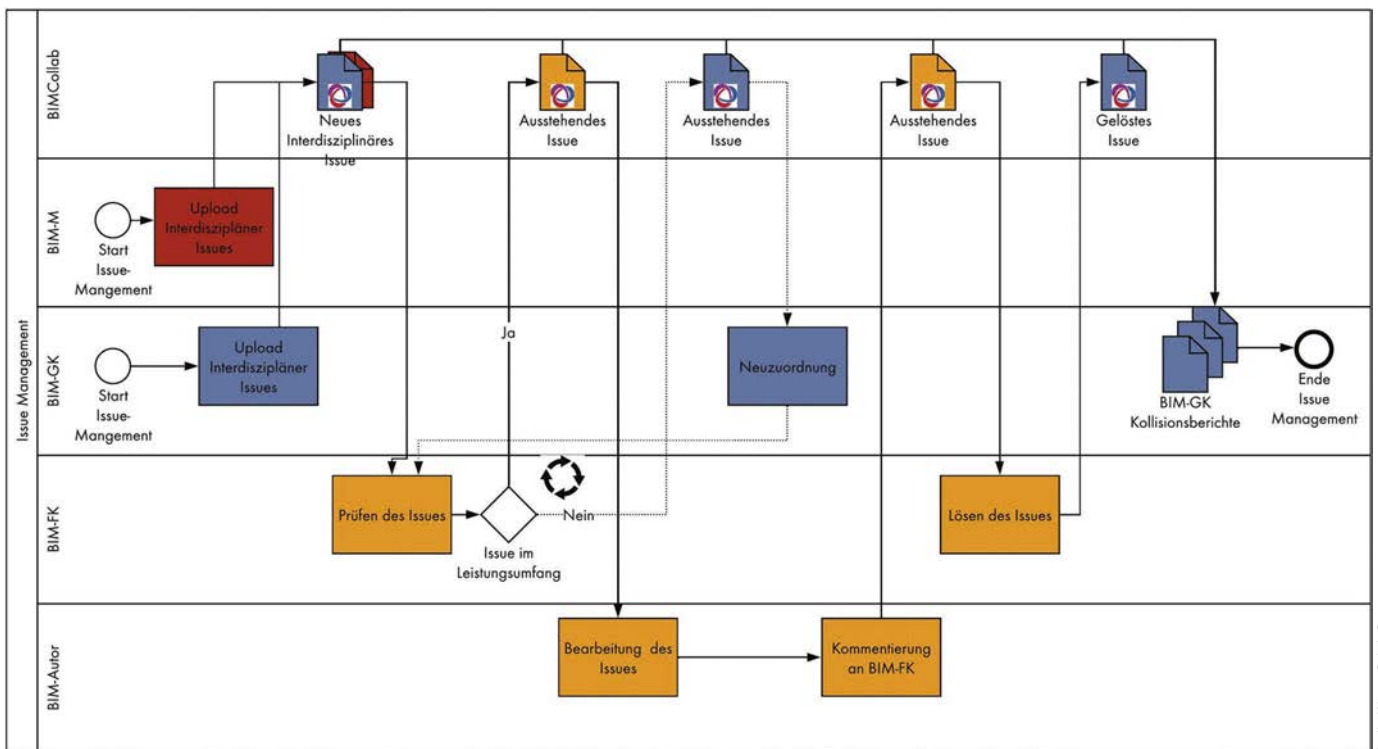 Issue Management
BIMCollab
Neues
Interdisziplinäres
Issue
Ausstehendes
Issue
Ausstehendes
Issue
Ausstehendes
Issue
Gelöstes
Issue
BIM-M
Start
Issue-
Mangement
Upload
Interdiszipläner
Issues
BIM-GK
Start
Issue-
Mangement
Upload
Interdiszipläner
Issues
Ja
Neuzuordnung
BIM-GK
Kollisionsberichte
Ende
Issue
Management
BIM-FK
Prüfen des Issues
Issue im
Leistungsumfang
Nein
Lösen des Issues
BIM-Autor
Bearbeitung des
Issues
Kommentierung
an BIM-FK